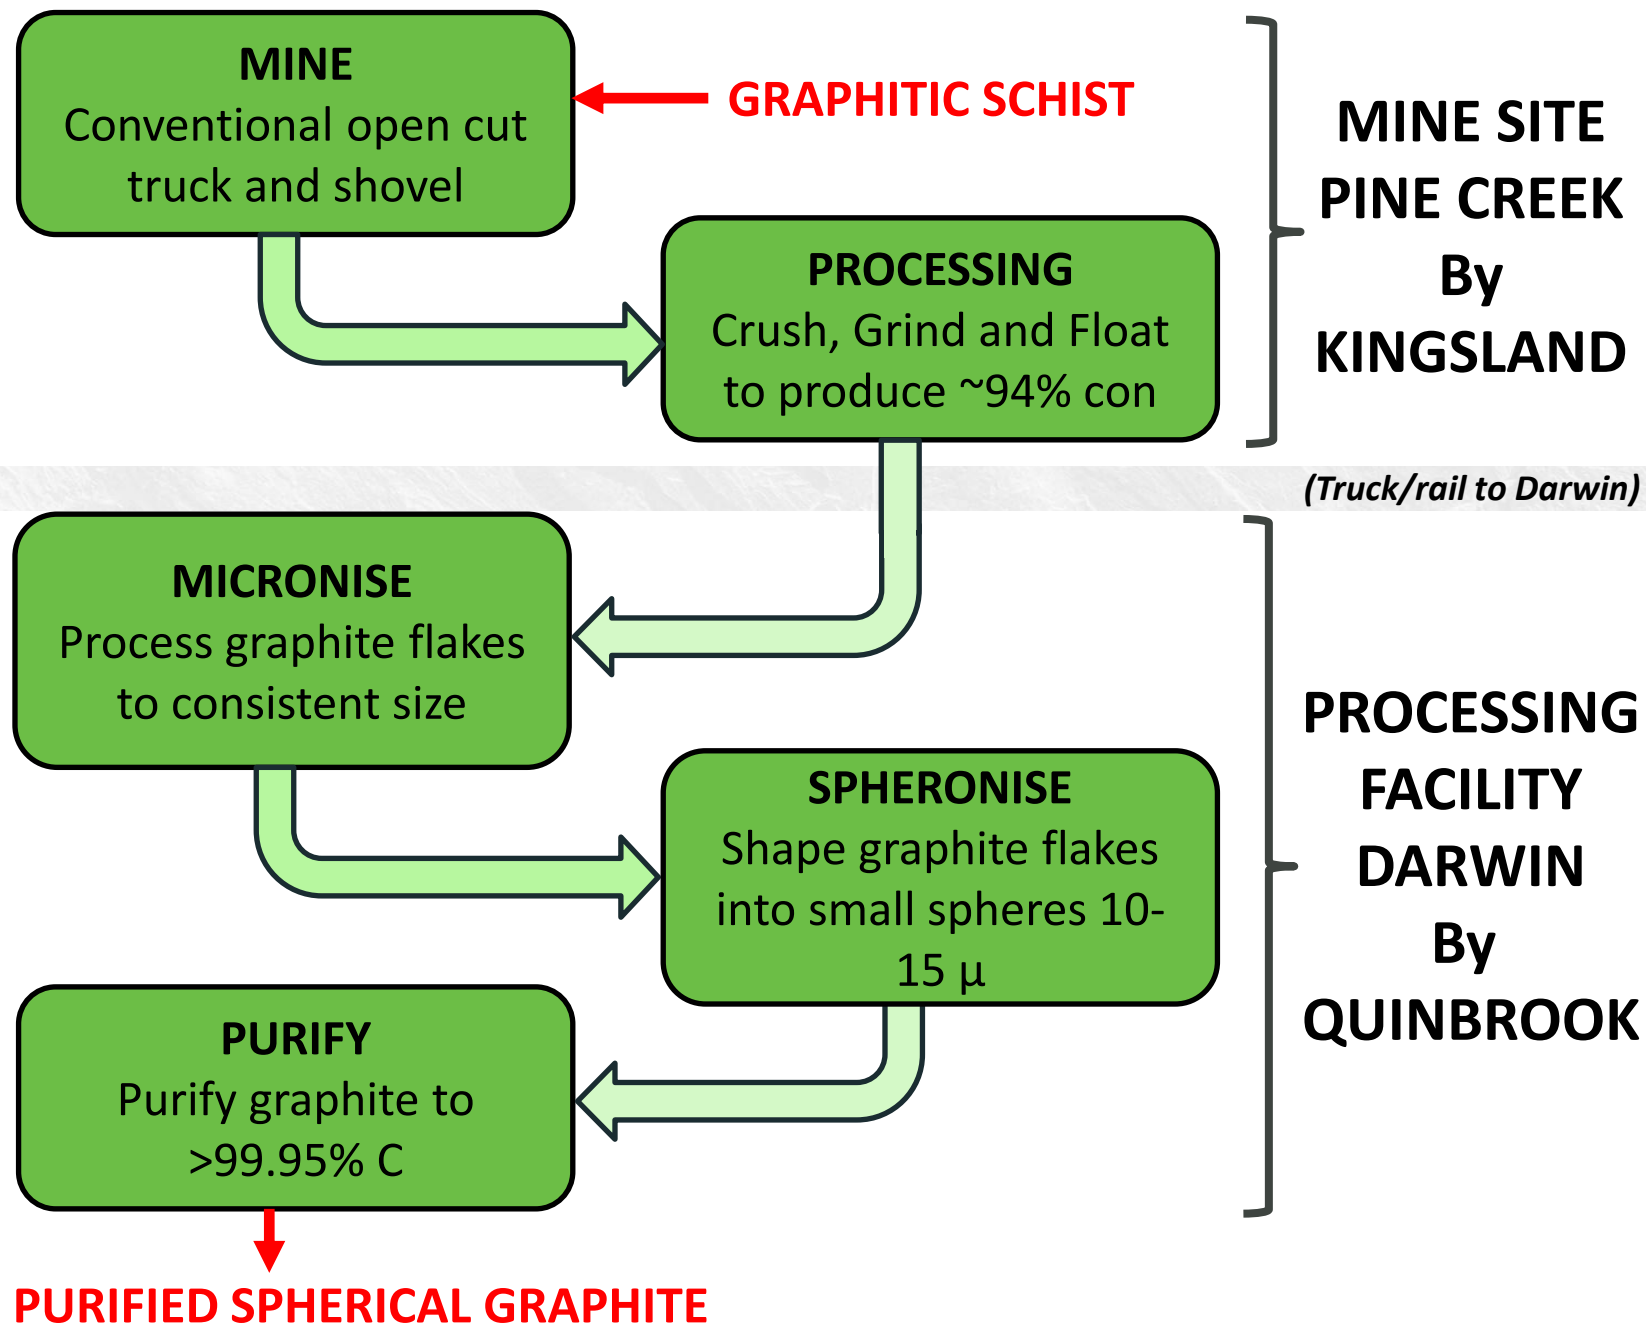 MINE
Conventional open cut
truck and shovel
GRAPHITIC SCHIST
PROCESSING
Crush, Grind and Float
to produce ~94% con
MINE SITE
PINE CREEK
By
KINGSLAND
(Truck/rail to Darwin)
MICRONISE
Process graphite flakes
to consistent size
SPHERONISE
Shape graphite flakes
into small spheres 10-
15 µ
PURIFY
Purify graphite to
>99.95% C
PROCESSING
FACILITY
DARWIN
By
QUINBROOK
PURIFIED SPHERICAL GRAPHITE